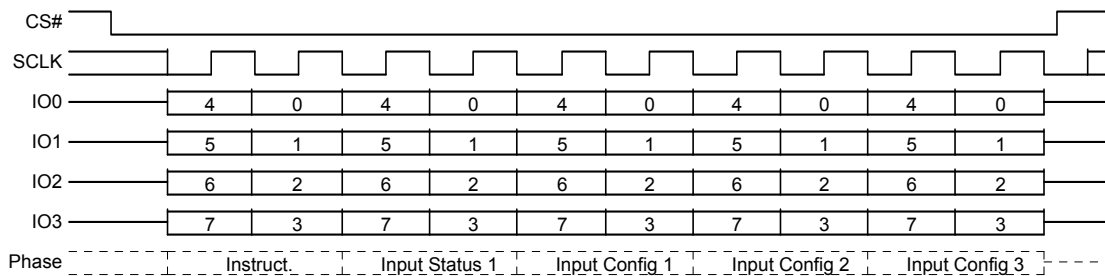 CS#
SCLK
IO0 4 0 4 0 4 0 4 0 4 0
IO1 5 1 5 1 5 1 5 1 5 1
IO2 6 2 6 2 6 2 6 2 6 2
IO3 7 3 7 3 7 3 7 3 7 3
Phase Instruct. Input Status 1 Input Config 1 Input Config 2 Input Config 3